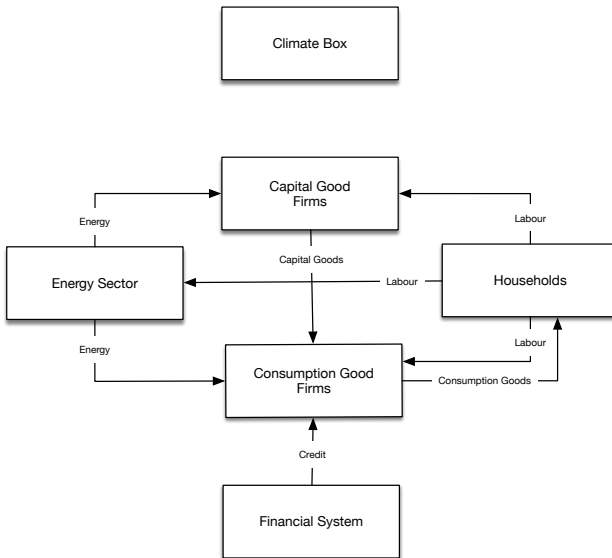 Climate Box
Capital Good
Firms
Energy
Labour
Capital Goods
Energy Sector
Labour
Households
Energy
Labour
Consumption Good
Firms
Consumption Goods
Credit
Financial System